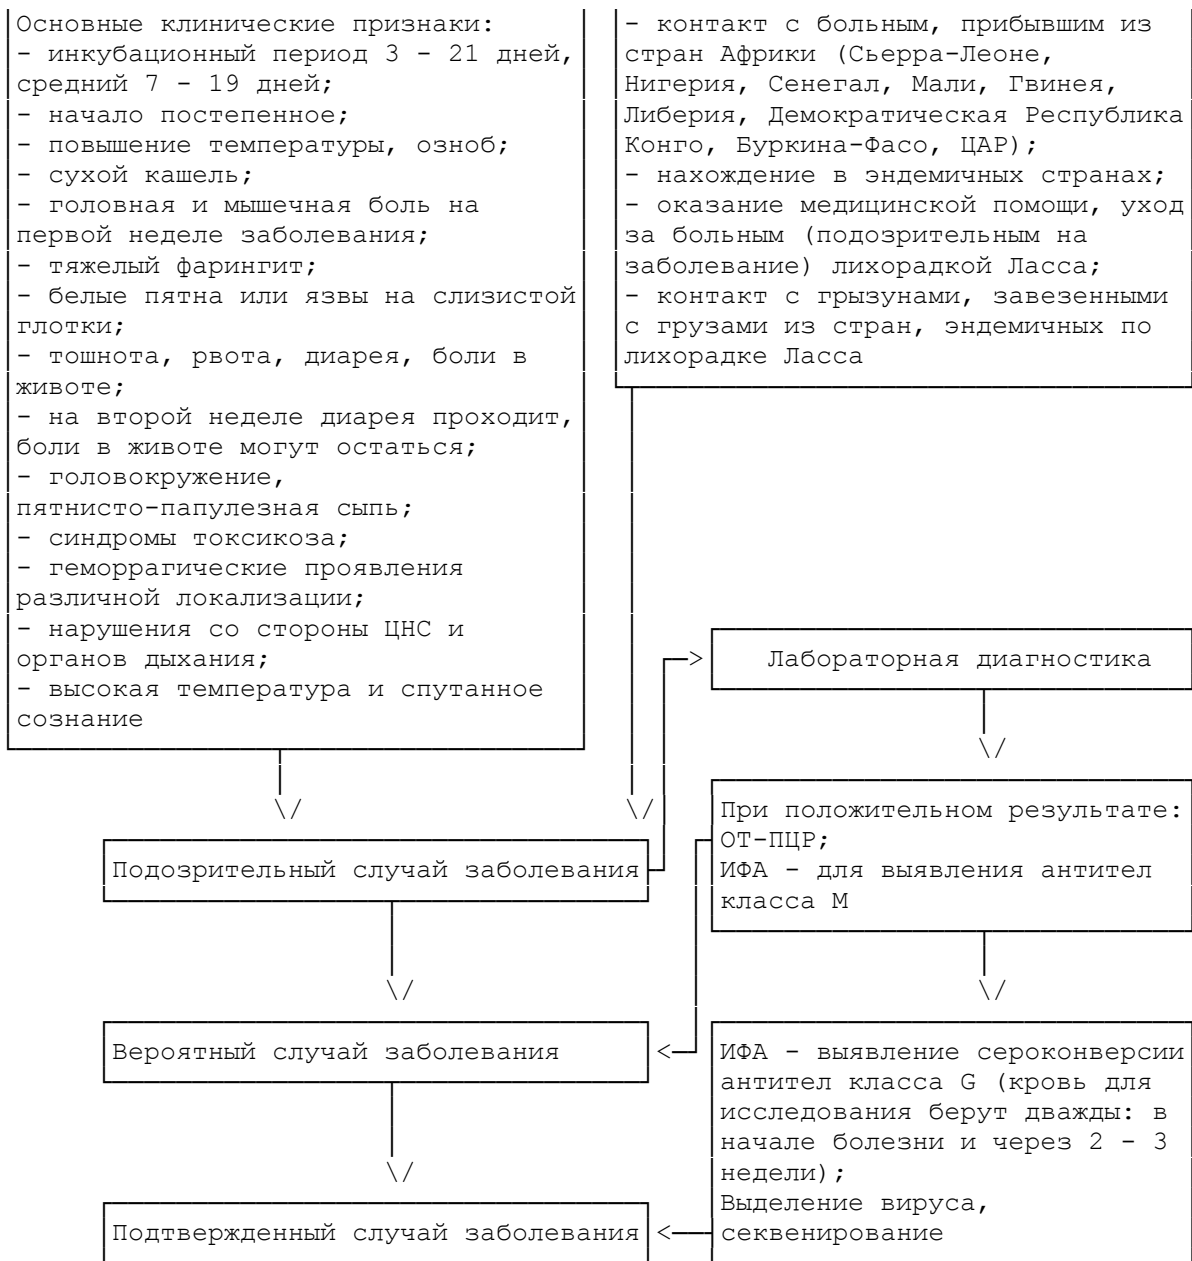 Основные клинические признаки:
- инкубационный период 3 - 21 дней,
средний 7 - 19 дней;
- начало постепенное;
- повышение температуры, озноб;
- сухой кашель;
- головная и мышечная боль на
первой неделе заболевания;
- тяжелый фарингит;
- белые пятна или язвы на слизистой
глотки;
- тошнота, рвота, диарея, боли в
животе;
- на второй неделе диарея проходит,
боли в животе могут остаться;
- головокружение,
пятнисто-папулезная сыпь;
- синдромы токсикоза;
- геморрагические проявления
различной локализации;
- нарушения со стороны ЦНС и
органов дыхания;
- высокая температура и спутанное
сознание
- контакт с больным, прибывшим из
стран Африки (Сьерра-Леоне,
Нигерия, Сенегал, Мали, Гвинея,
Либерия, Демократическая Республика
Конго, Буркина-Фасо, ЦАР);
- нахождение в эндемичных странах;
- оказание медицинской помощи, уход
за больным (подозрительным на
заболевание) лихорадкой Ласса;
- контакт с грызунами, завезенными
с грузами из стран, эндемичных по
лихорадке Ласса
Лабораторная диагностика
При положительном результате:
ОТ-ПЦР;
ИФА - для выявления антител
класса М
Подозрительный случай заболевания
Вероятный случай заболевания
ИФА - выявление сероконверсии
антител класса G (кровь для
исследования берут дважды: в
начале болезни и через 2 - 3
недели);
Выделение вируса,
секвенирование
Подтвержденный случай заболевания